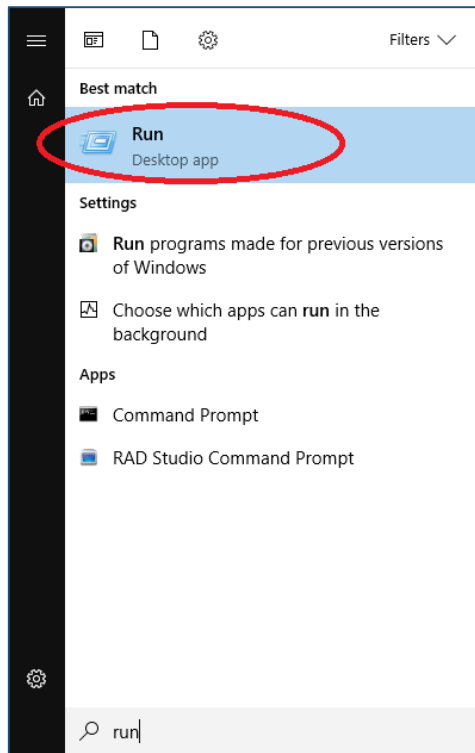 Filters
Best match
Run
Desktop app
Settings
Run programs made for previous versions
of Windows
Choose which apps can run in the
background
Apps
Command Prompt
RAD Studio Command Prompt
run